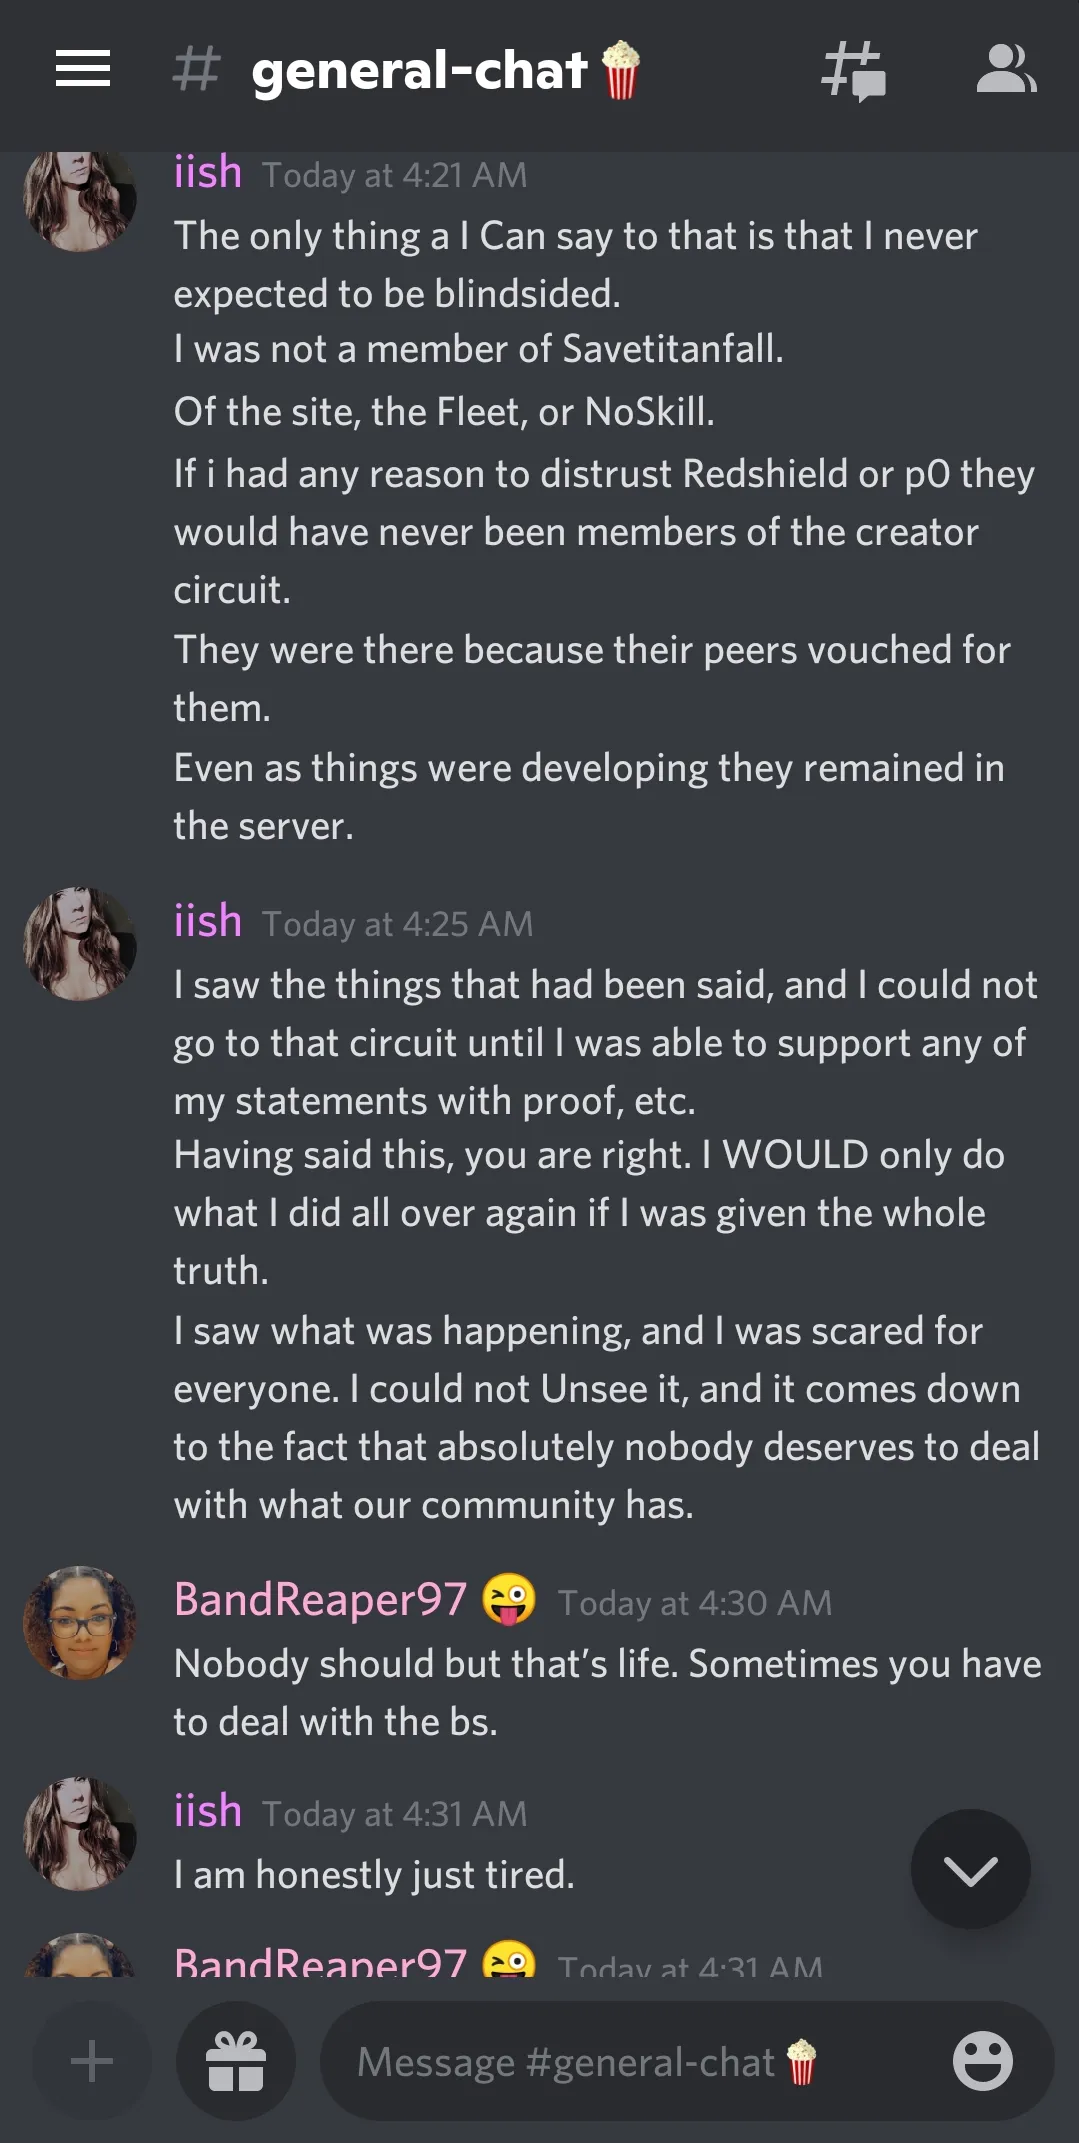 # general-chat🍿
iish Today at 4:21 AM
The only thing a I Can say to that is that I never
expected to be blindsided.
I was not a member of Savetitanfall.
Of the site, the Fleet, or NoSkill.
If i had any reason to distrust Redshield or p0 they
would have never been members of the creator
circuit.
They were there because their peers vouched for
them.
Even as things were developing they remained in
the server.
iish Today at 4:25 AM
I saw the things that had been said, and I could not
go to that circuit until I was able to support any of
my statements with proof, etc.
Having said this, you are right. I WOULD only do
what I did all over again if I was given the whole
truth.
I saw what was happening, and I was scared for
everyone. I could not Unsee it, and it comes down
to the fact that absolutely nobody deserves to deal
with what our community has.
BandReaper97 😜 Today at 4:30 AM
Nobody should but that's life. Sometimes you have
to deal with the bs.
iish Today at 4:31 AM
I am honestly just tired.
BandReaper97 😜 Today at 4:31 AM
Message #general-chat🍿